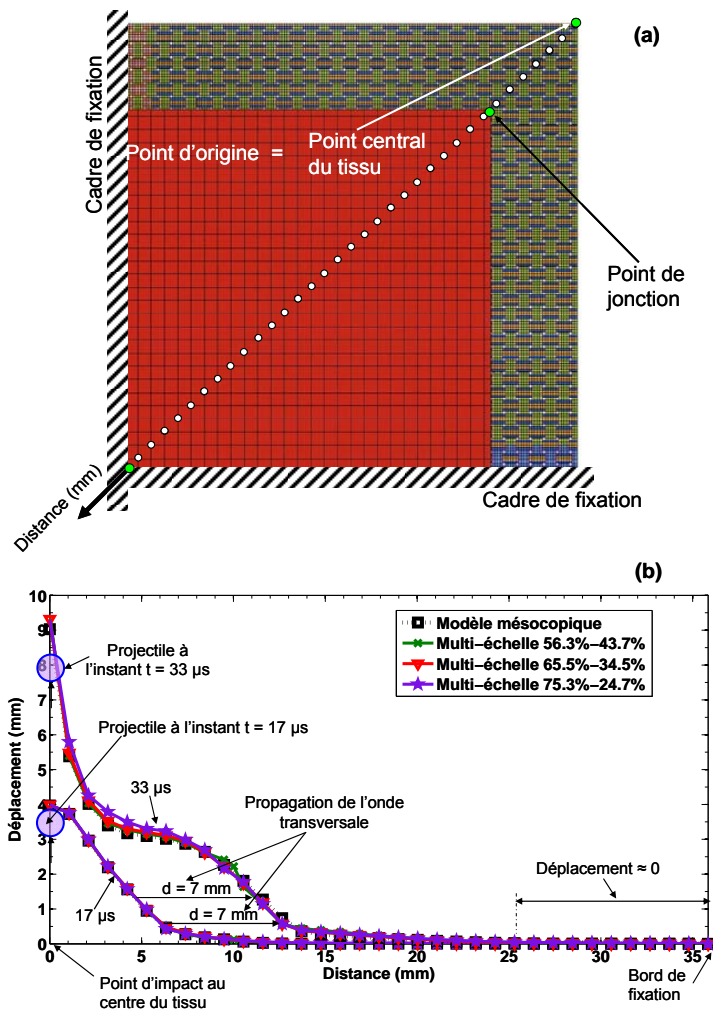 (a)
Cadre de fixation
Point d'origine =
Point central
du tissu
Point de
jonction
Distance (mm)
Cadre de fixation
(b)
10
9
8
7
6
5
4
3
2
1
0
Déplacement (mm)
Modèle mésocopique
Multi−échelle 56.3%−43.7%
Multi−échelle 65.5%−34.5%
Multi−échelle 75.3%−24.7%
Projectile à
l'instant t = 33 µs
Projectile à l'instant t = 17 µs
33 µs
Propagation de l'onde
transversale
Déplacement ≈ 0
d = 7 mm
17 µs
d = 7 mm
0
5
10
15
20
25
30
35
Distance (mm)
Point d'impact au
centre du tissu
Bord de
fixation